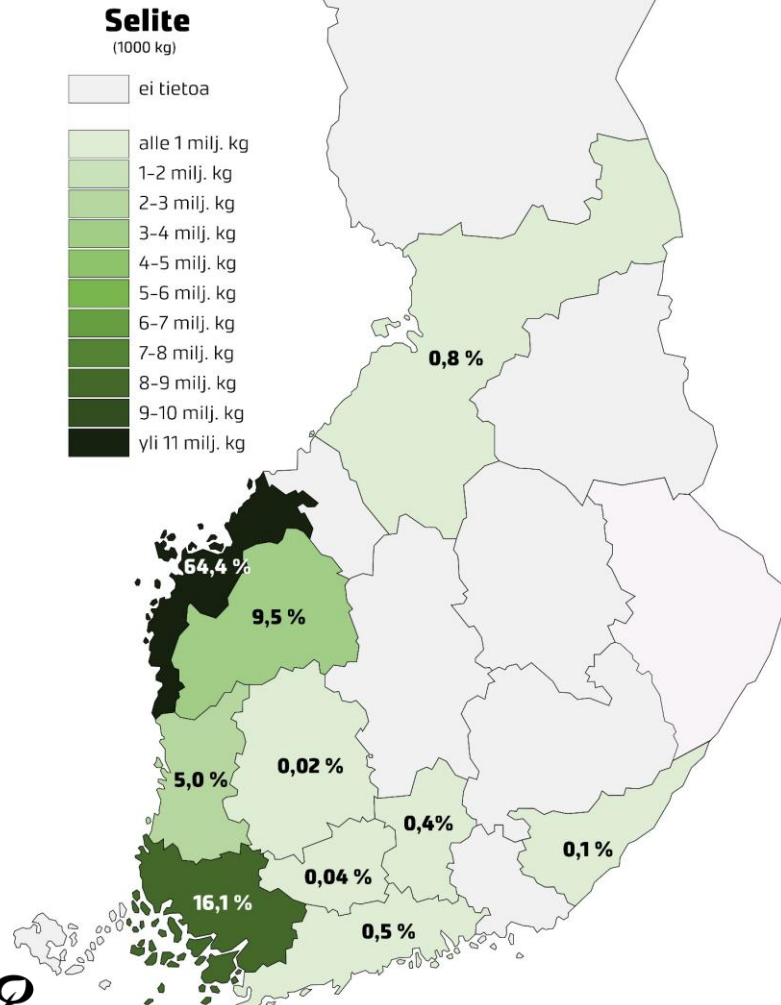 Selite
(1000 kg)
ei tietoa
alle 1 milj. kg
1-2 milj. kg
2-3 milj. kg
3-4 milj. kg
4-5 milj. kg
5-6 milj. kg
6-7 milj. kg
7-8 milj. kg
8-9 milj. kg
9-10 milj. kg
yli 11 milj. kg
0,8 %
64,4 %
9,5 %
5,0 %
0,02 %
0,4%
0,1 %
0,04 %
16,1 %
0,5 %